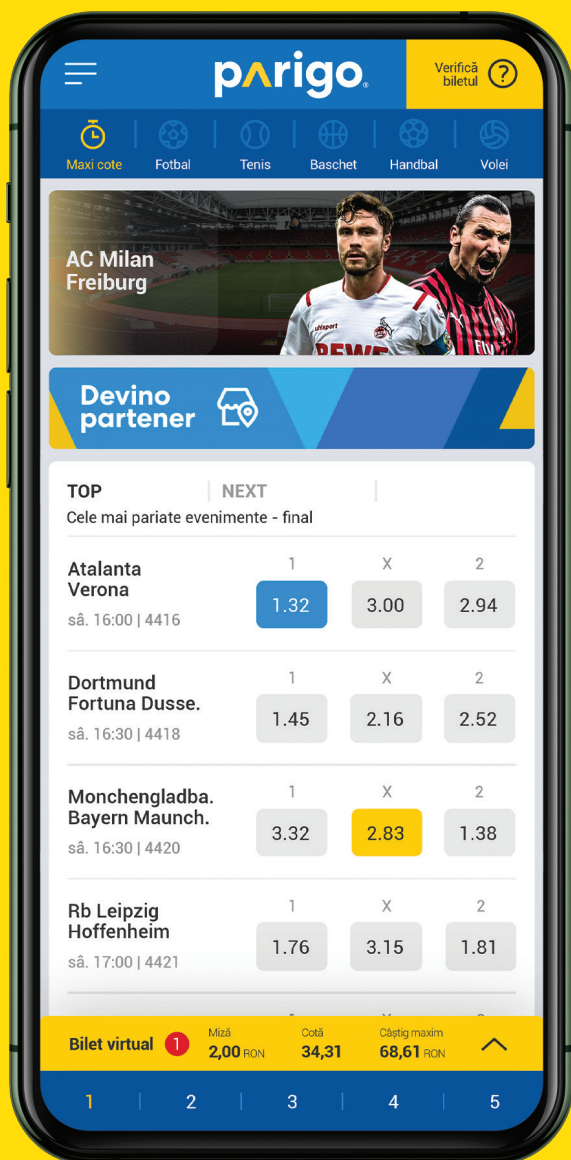 parigo
Verifică
biletul ?
Maxi cote Fotbal Tenis Baschet Handbal Volei
AC Milan
Freiburg
uhlsport
REWE
Devino
partener
TOP NEXT
Cele mai pariate evenimente - final
Atalanta
Verona
sâ. 16:00 | 4416
1 X 2
1.32 3.00 2.94
Dortmund
Fortuna Dusse.
sâ. 16:30 | 4418
1 X 2
1.45 2.16 2.52
Monchengladba.
Bayern Maunch.
sâ. 16:30 | 4420
1 X 2
3.32 2.83 1.38
Rb Leipzig
Hoffenheim
sâ. 17:00 | 4421
1 X 2
1.76 3.15 1.81
Bilet virtual 1
Miză
2,00 RON
Cotă
34,31
Câștig maxim
68,61 RON
1 2 3 4 5